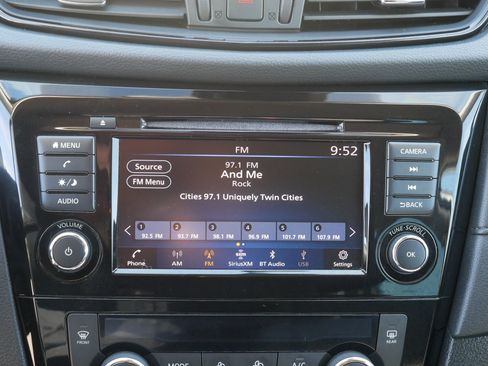 FM
9:52
MENU
Source
97.1 FM
And Me
Rock
CAMERA
FM Menu
Cities 97.1 Uniquely Twin Cities
AUDIO
BACK
VOLUME
TUNE·SCROLL
1 2 3 4 5 6
92.5 FM 93.7 FM 98.1 FM 96.9 FM 101.7 FM 107.9 FM
OK
Phone AM FM SiriusXM BT Audio USB Settings
FRONT
REAR
MODE
A/C